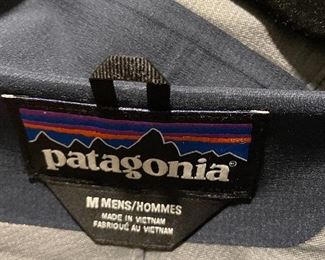 patagonia®
M MENS/HOMMES
MADE IN VIETNAM
FABRIQUÉ AU VIETNAM